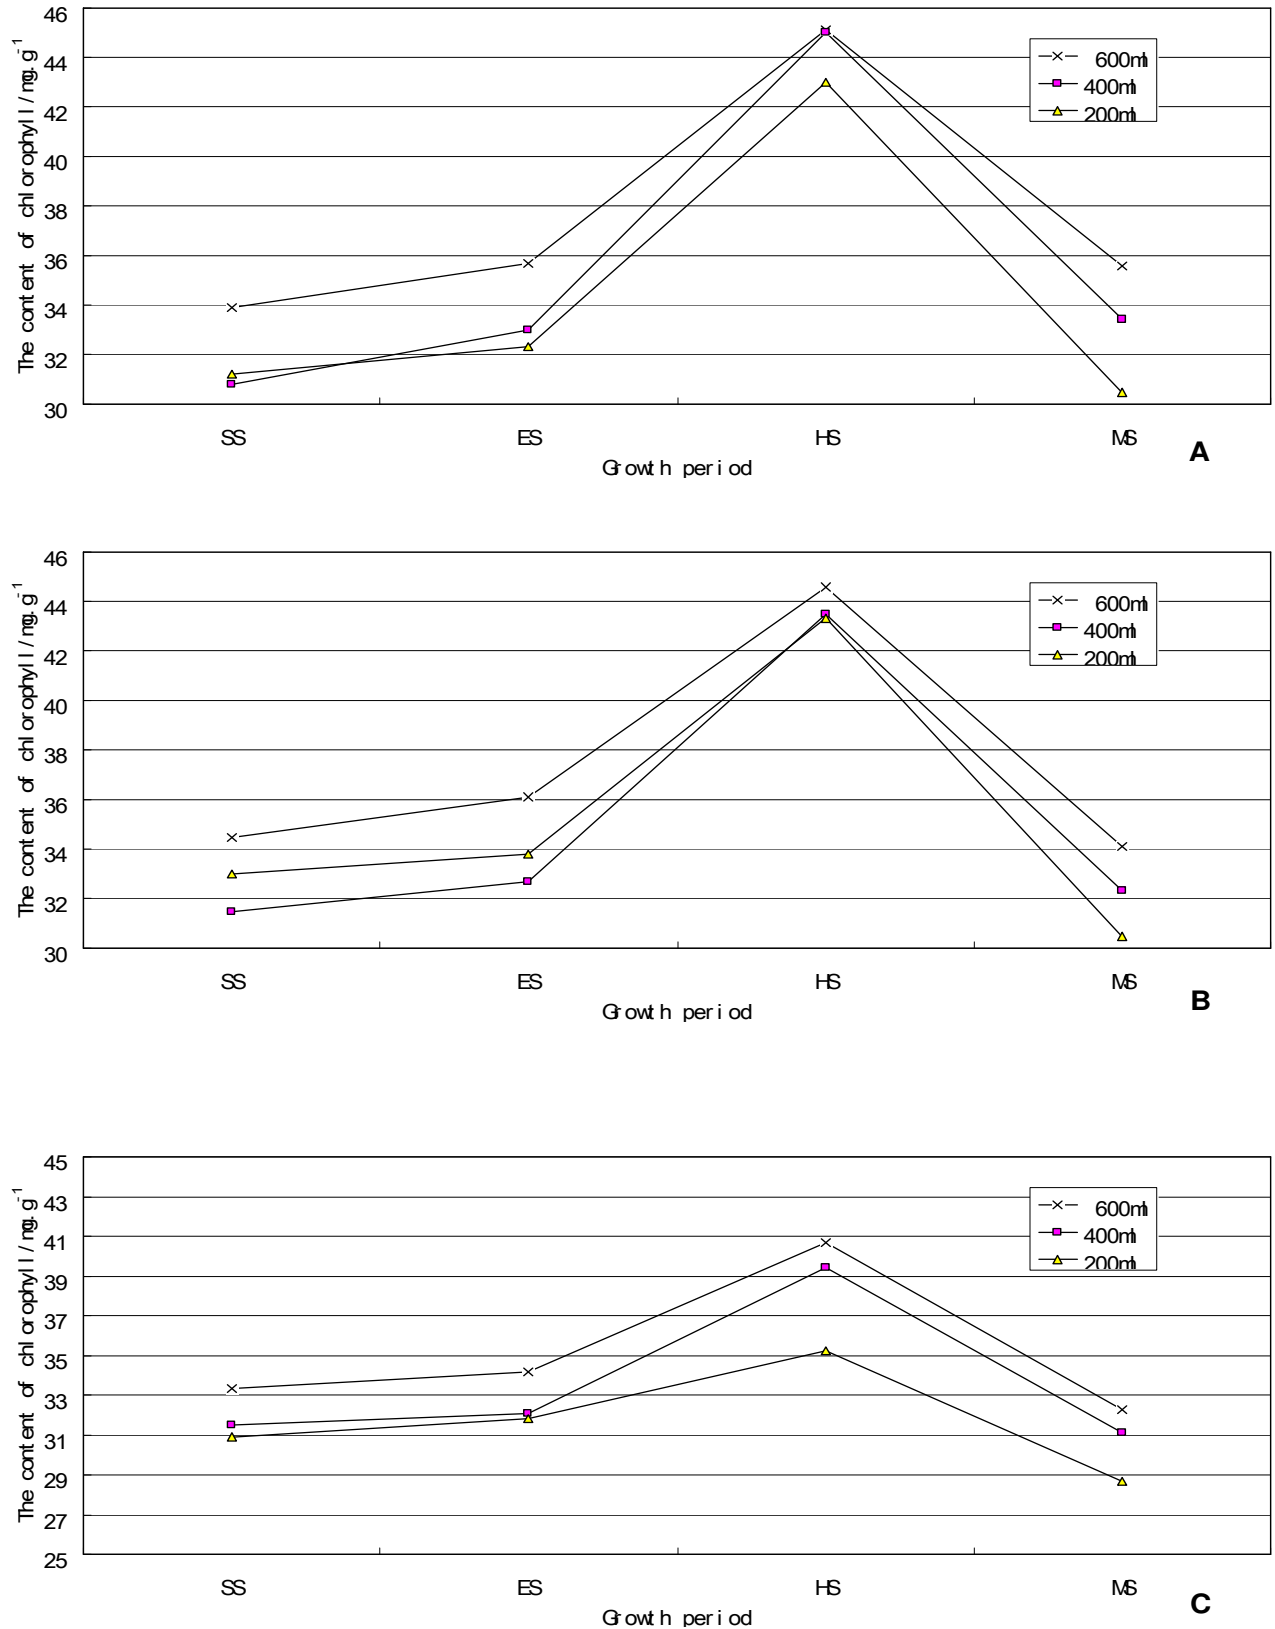 The content of chlorophyll/mg.g-1
46
44
42
40
38
36
34
32
30
600ml
400ml
200ml
SS ES HS MS
Growth period
A
The content of chlorophyll/mg.g-1
46
44
42
40
38
36
34
32
30
600ml
400ml
200ml
SS ES HS MS
Growth period
B
The content of chlorophyll/mg.g-1
45
43
41
39
37
35
33
31
29
27
25
600ml
400ml
200ml
SS ES HS MS
Growth period
C